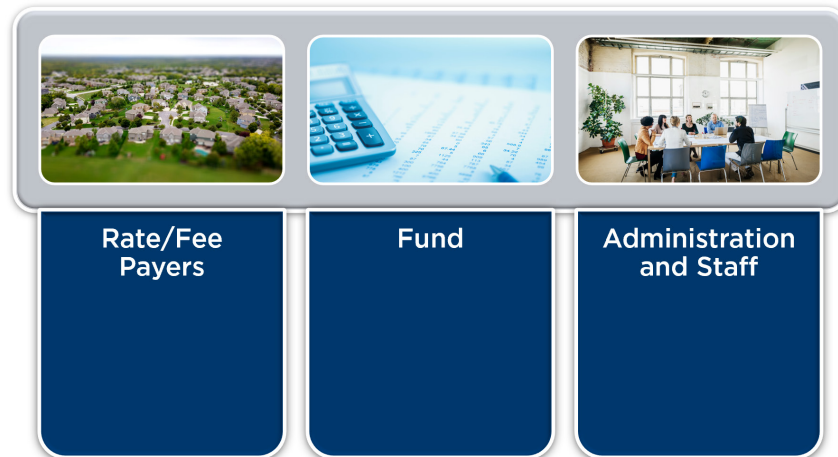 Rate/Fee
Payers
Fund
Administration
and Staff